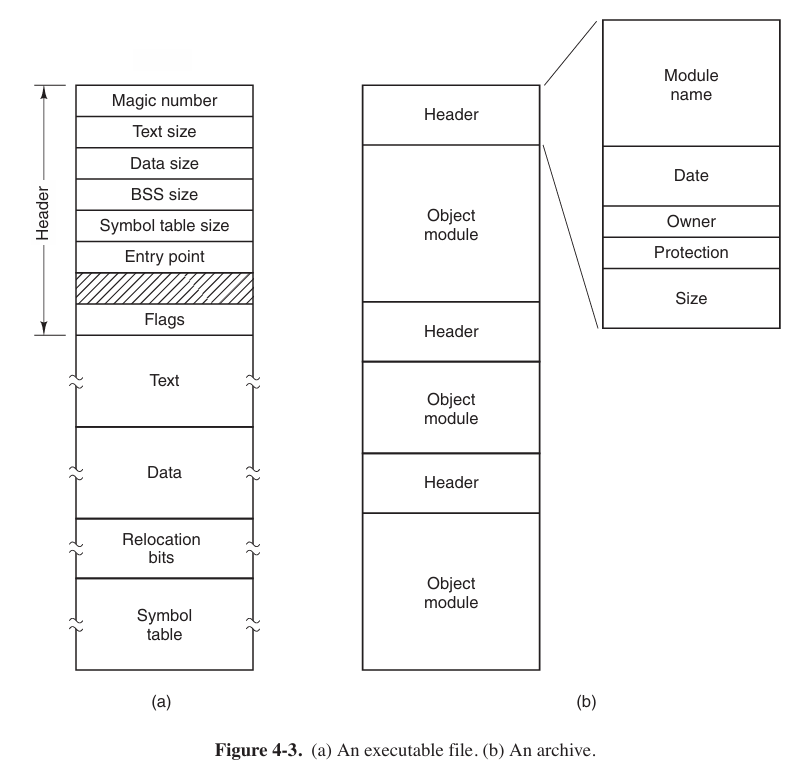 Header
Magic number
Text size
Data size
BSS size
Symbol table size
Entry point
Flags
Text
Data
Relocation
bits
Symbol
table
(a)
Header
Object
module
Header
Object
module
Header
Object
module
Module
name
Date
Owner
Protection
Size
(b)
Figure 4-3. (a) An executable file. (b) An archive.